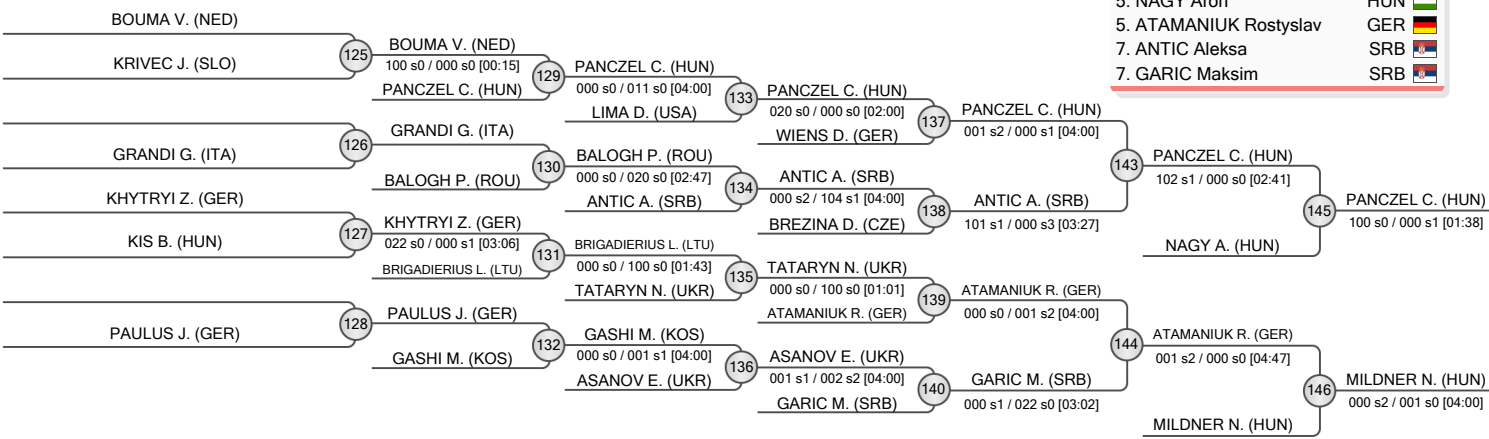 5. NAGY Aron HUN
5. ATAMANIUK Rostyslav GER
7. ANTIC Aleksa SRB
7. GARIC Maksim SRB
BOUMA V. (NED)
KRIVEC J. (SLO)
125
GRANDI G. (ITA)
126
KHYTRYI Z. (GER)
KIS B. (HUN)
127
PAULUS J. (GER)
128
BOUMA V. (NED)
100 s0 / 000 s0 [00:15]
PANCZEL C. (HUN)
129
GRANDI G. (ITA)
BALOGH P. (ROU)
130
KHYTRYI Z. (GER)
022 s0 / 000 s1 [03:06]
BRIGADIERIUS L. (LTU)
131
PAULUS J. (GER)
GASHI M. (KOS)
132
PANCZEL C. (HUN)
000 s0 / 011 s0 [04:00]
LIMA D. (USA)
133
BALOGH P. (ROU)
000 s0 / 020 s0 [02:47]
ANTIC A. (SRB)
134
BRIGADIERIUS L. (LTU)
000 s0 / 100 s0 [01:43]
TATARYN N. (UKR)
135
GASHI M. (KOS)
000 s0 / 001 s1 [04:00]
ASANOV E. (UKR)
136
PANCZEL C. (HUN)
020 s0 / 000 s0 [02:00]
WIENS D. (GER)
137
ANTIC A. (SRB)
000 s2 / 104 s1 [04:00]
BREZINA D. (CZE)
138
TATARYN N. (UKR)
000 s0 / 100 s0 [01:01]
ATAMANIUK R. (GER)
139
ASANOV E. (UKR)
001 s1 / 002 s2 [04:00]
GARIC M. (SRB)
140
PANCZEL C. (HUN)
001 s2 / 000 s1 [04:00]
143
ANTIC A. (SRB)
101 s1 / 000 s3 [03:27]
ATAMANIUK R. (GER)
000 s0 / 001 s2 [04:00]
144
GARIC M. (SRB)
000 s1 / 022 s0 [03:02]
PANCZEL C. (HUN)
102 s1 / 000 s0 [02:41]
145
NAGY A. (HUN)
ATAMANIUK R. (GER)
001 s2 / 000 s0 [04:47]
146
MILDNER N. (HUN)
PANCZEL C. (HUN)
100 s0 / 000 s1 [01:38]
MILDNER N. (HUN)
000 s2 / 001 s0 [04:00]